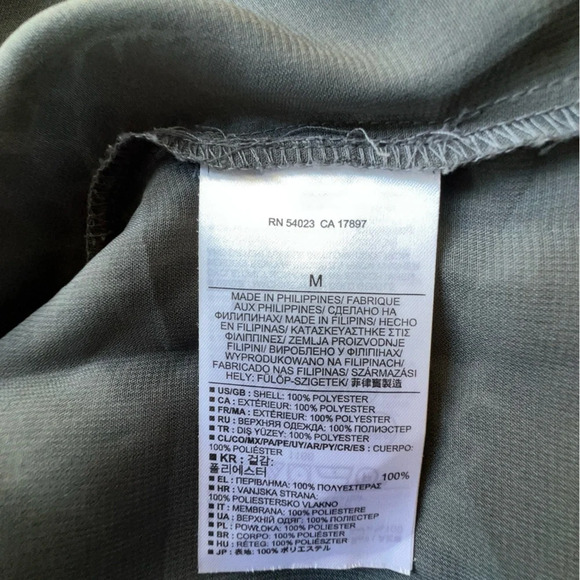 RN 54023 CA 17897
M
MADE IN PHILIPPINES/ FABRIQUE
AUX PHILIPPINES/ СДЕЛАНО НА
ФИЛИПИНАХ/ MADE IN FILIPINS/ HECHO
EN FILIPINAS/ ΚΑΤΑΣΚΕΥΑΣΤΗΚΕ ΣΤΙΣ
ΦΙΛΙΠΠΙΝΕΣ/ ZEMLJA PROIZVODNJE
FILIPINI/ ВИРОБЛЕНО У ФІЛІПІНАХ/
WYPRODUKOWANO NA FILIPINACH/
FABRICADO NAS FILIPINAS/ SZÁRMAZÁSI
HELY: FÜLÖP-SZIGETEK/ 菲律賓製造
US/GB : SHELL: 100% POLYESTER
CA : EXTÉRIEUR: 100% POLYESTER
FR/MA : EXTÉRIEUR: 100% POLYESTER
RU : ВЕРХНЯЯ ОДЕЖДА: 100% ПОЛИЭСТЕР
TR : DIŞ YÜZEY: 100% POLYESTER
CL/CO/MX/PA/PE/UY/AR/PY/CR/ES : CUERPO:
100% POLIÉSTER
KR : 겉감: 100%
폴리에스터
EL : ΠΕΡΙΒΛΗΜΑ: 100% ΠΟΛΥΕΣΤΕΡΑΣ
HR : VANJSKA STRANA:
100% POLIESTERSKO VLAKNO
IT : MEMBRANA: 100% POLIESTERE
UA : ВЕРХНІЙ ОДЯГ: 100% ПОЛІЕСТЕР
PL : POWŁOKA: 100% POLIESTER
BR : CORPO: 100% POLIÉSTER
HU : RÉTEG: 100% POLIÉSZTER
JP : 表地: 100% ポリエステル